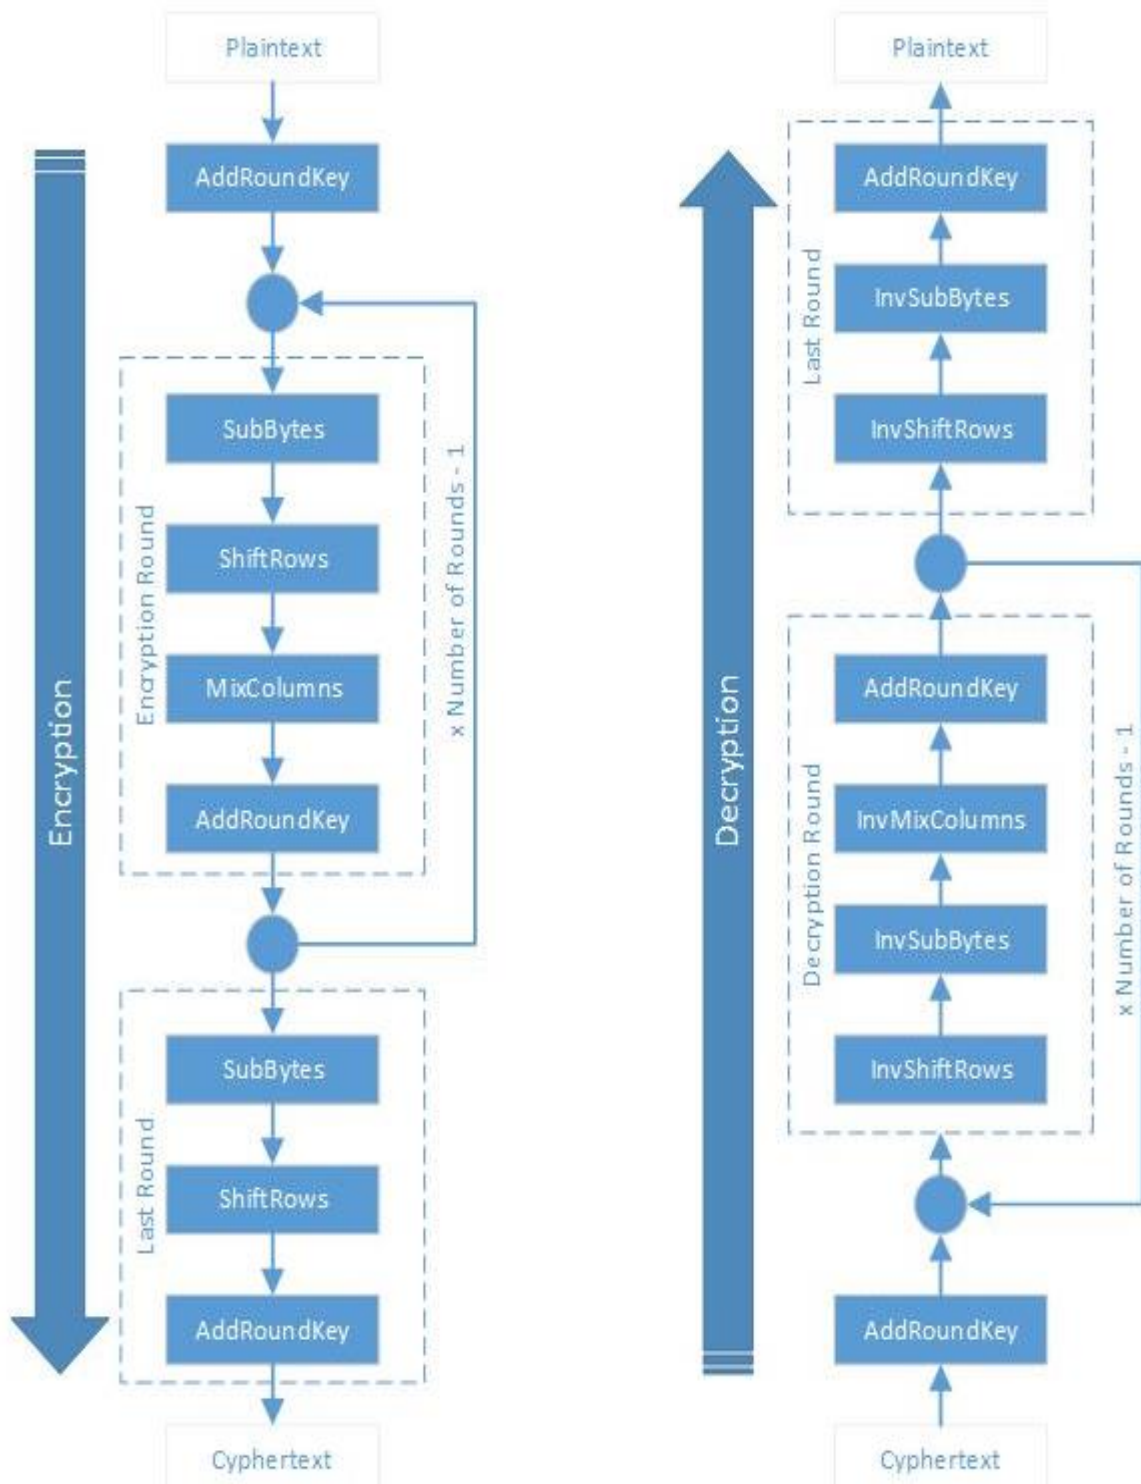 Plaintext
AddRoundKey
SubBytes
ShiftRows
MixColumns
AddRoundKey
Encryption Round
x Number of Rounds - 1
Encryption
SubBytes
ShiftRows
AddRoundKey
Last Round
Cyphertext
Plaintext
AddRoundKey
InvSubBytes
InvShiftRows
Last Round
AddRoundKey
InvMixColumns
InvSubBytes
InvShiftRows
Decryption Round
x Number of Rounds - 1
Decryption
AddRoundKey
Cyphertext